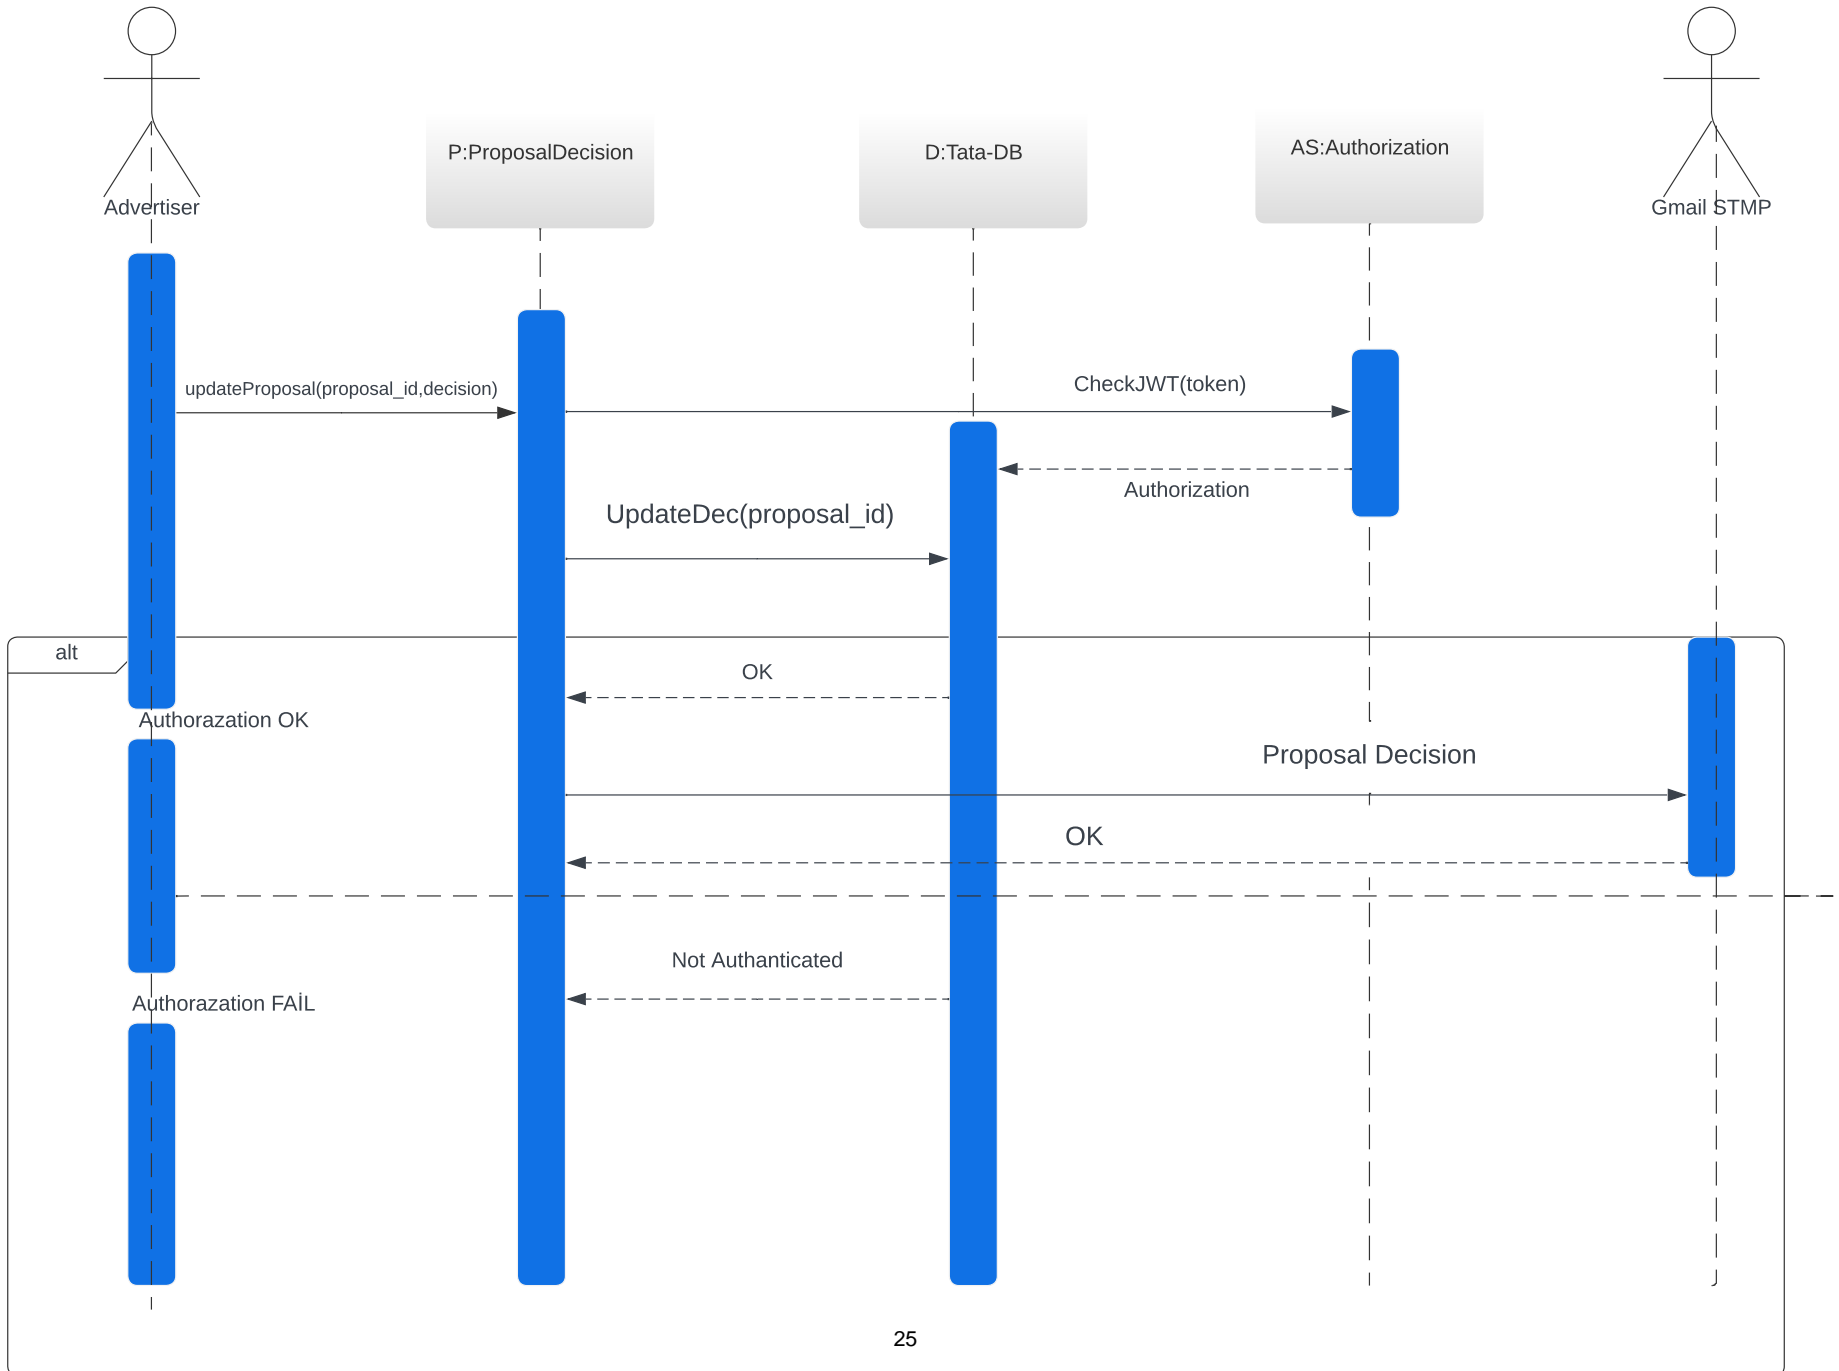 Advertiser
P:ProposalDecision
D:Tata-DB
AS:Authorization
Gmail STMP
updateProposal(proposal_id,decision)
CheckJWT(token)
Authorization
UpdateDec(proposal_id)
alt
OK
Authorazation OK
Proposal Decision
OK
Not Authanticated
Authorazation FAİL
25